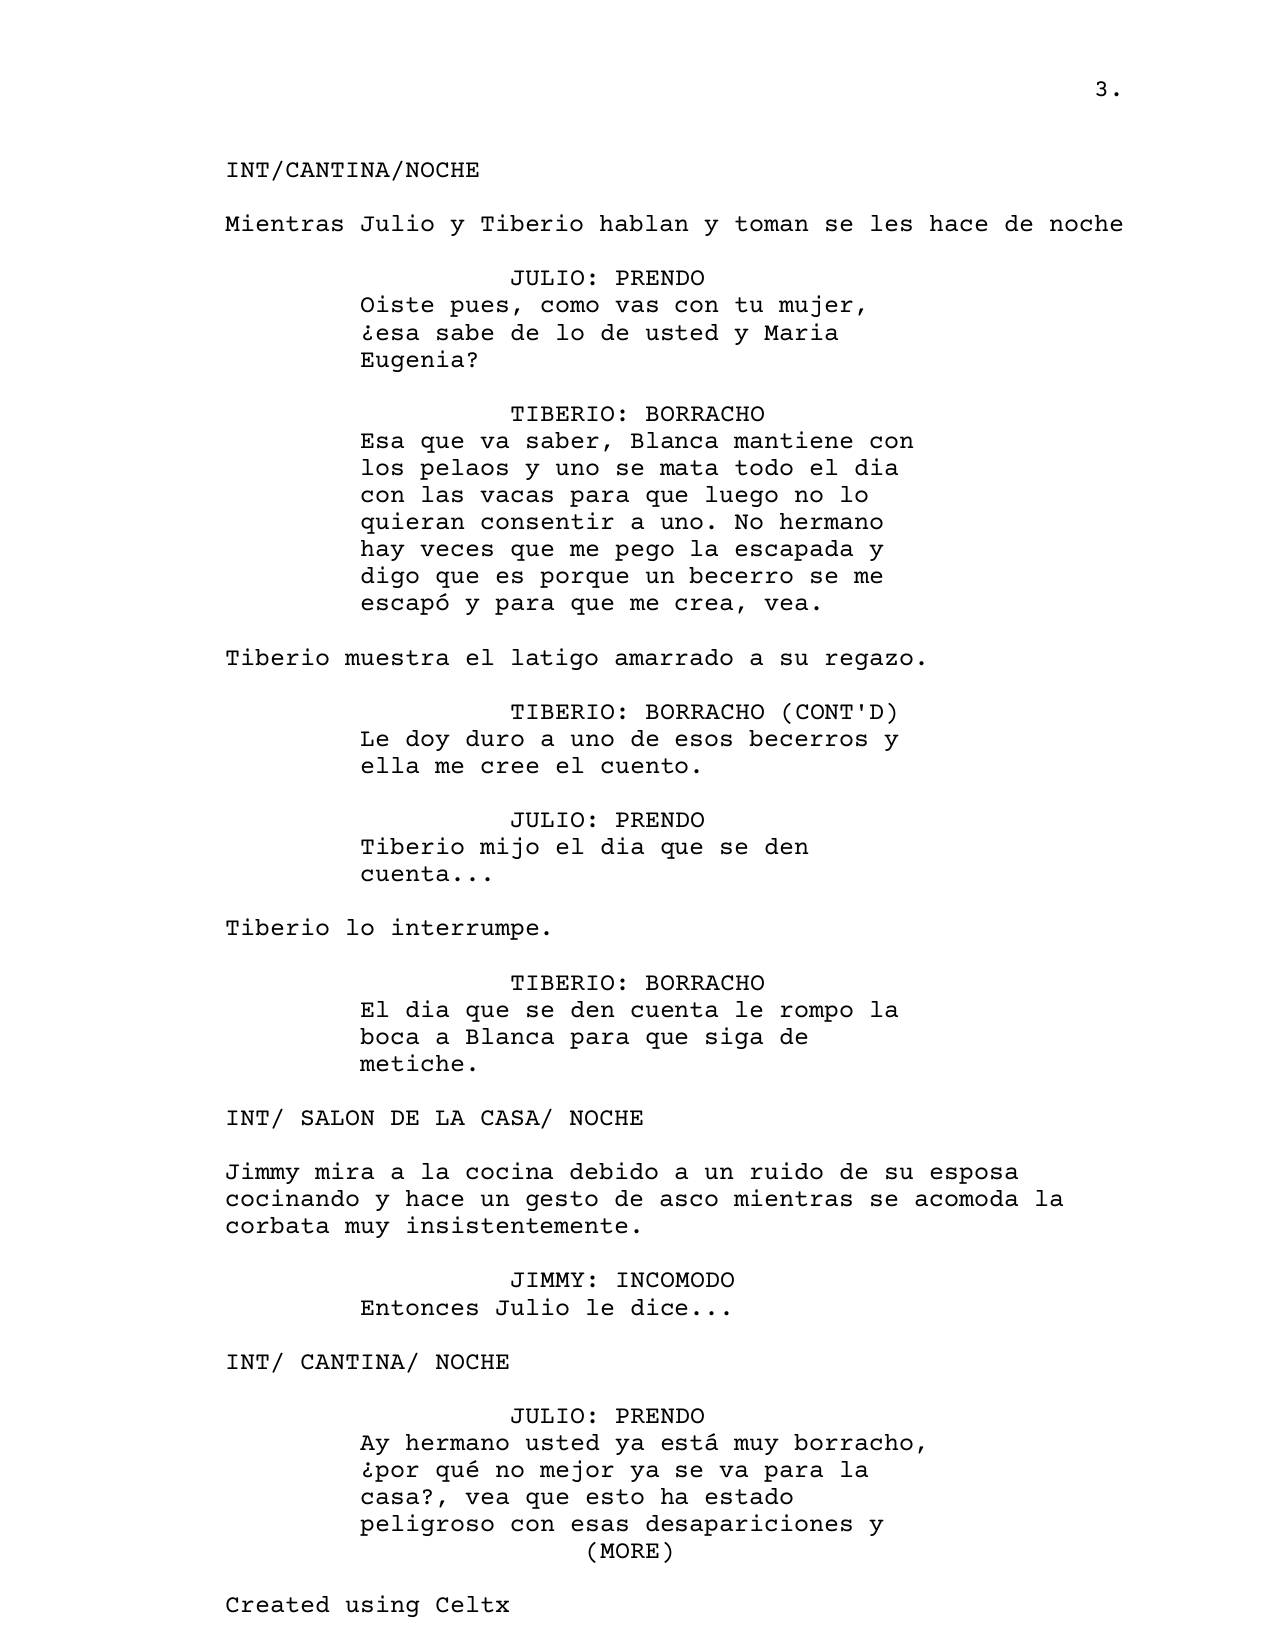 3.
INT/CANTINA/NOCHE
Mientras Julio y Tiberio hablan y toman se les hace de noche
JULIO: PRENDO
Oiste pues, como vas con tu mujer,
¿esa sabe de lo de usted y Maria
Eugenia?
TIBERIO: BORRACHO
Esa que va saber, Blanca mantiene con
los pelaos y uno se mata todo el dia
con las vacas para que luego no lo
quieran consentir a uno. No hermano
hay veces que me pego la escapada y
digo que es porque un becerro se me
escapó y para que me crea, vea.
Tiberio muestra el latigo amarrado a su regazo.
TIBERIO: BORRACHO (CONT'D)
Le doy duro a uno de esos becerros y
ella me cree el cuento.
JULIO: PRENDO
Tiberio mijo el dia que se den
cuenta...
Tiberio lo interrumpe.
TIBERIO: BORRACHO
El dia que se den cuenta le rompo la
boca a Blanca para que siga de
metiche.
INT/ SALON DE LA CASA/ NOCHE
Jimmy mira a la cocina debido a un ruido de su esposa
cocinando y hace un gesto de asco mientras se acomoda la
corbata muy insistentemente.
JIMMY: INCOMODO
Entonces Julio le dice...
INT/ CANTINA/ NOCHE
JULIO: PRENDO
Ay hermano usted ya está muy borracho,
¿por qué no mejor ya se va para la
casa?, vea que esto ha estado
peligroso con esas desapariciones y
(MORE)
Created using Celtx